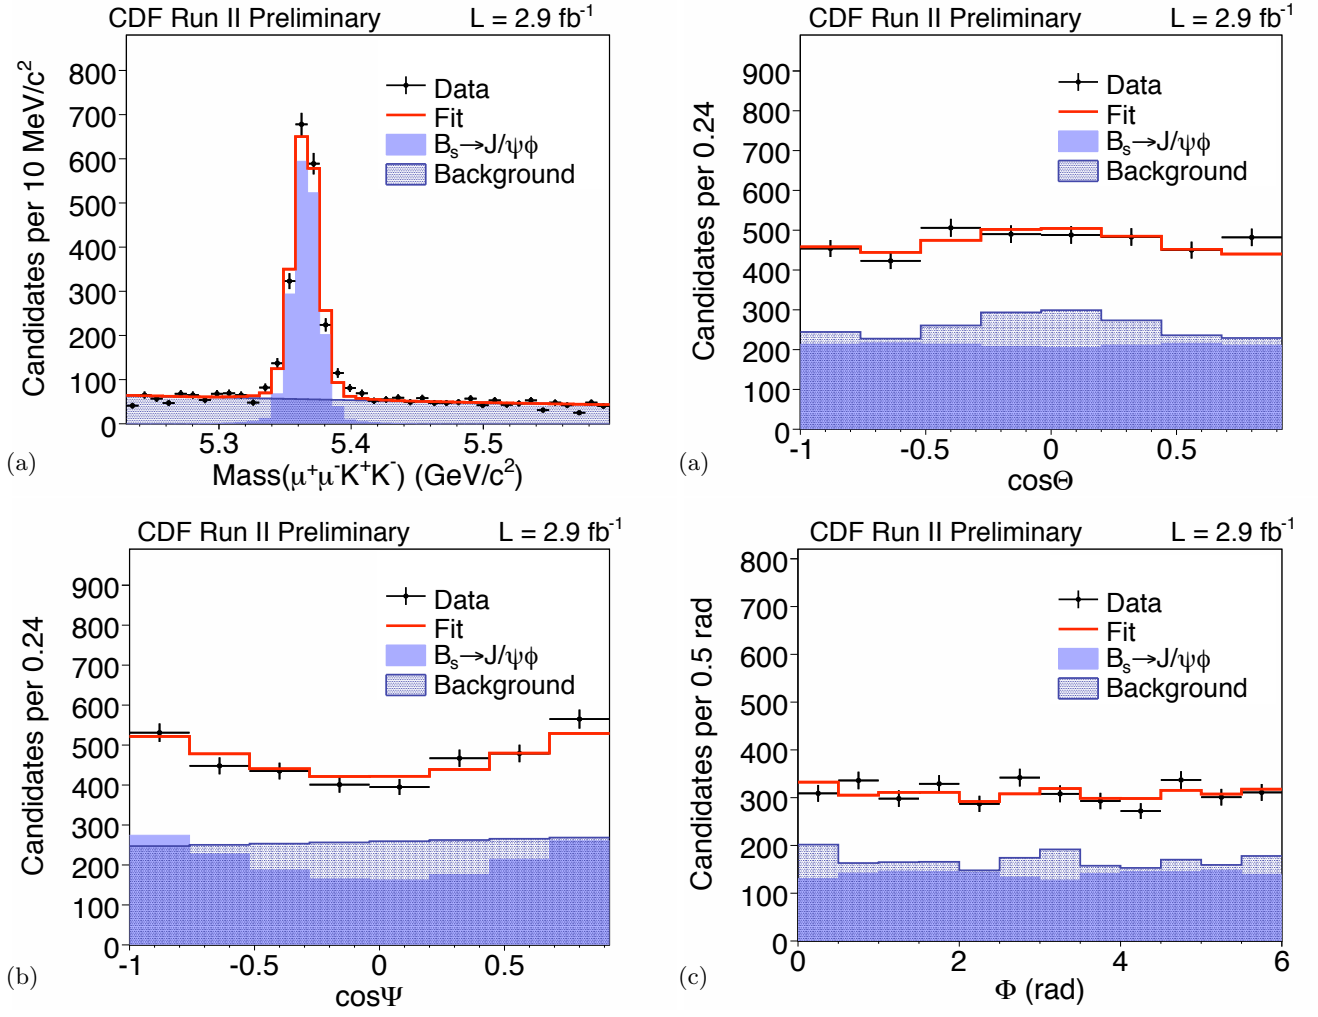 CDF Run II Preliminary L = 2.9 fb⁻¹
Candidates per 10 MeV/c²
800
700
600
500
400
300
200
100
0
Data
Fit
Bₛ→J/ψϕ
Background
5.3 5.4 5.5
Mass(μ⁺μ⁻K⁺K⁻) (GeV/c²)
(a)
CDF Run II Preliminary L = 2.9 fb⁻¹
Candidates per 0.24
900
800
700
600
500
400
300
200
100
0
Data
Fit
Bₛ→J/ψϕ
Background
-1 -0.5 0 0.5
cosΘ
(a)
CDF Run II Preliminary L = 2.9 fb⁻¹
Candidates per 0.24
900
800
700
600
500
400
300
200
100
0
Data
Fit
Bₛ→J/ψϕ
Background
-1 -0.5 0 0.5
cosΨ
(b)
CDF Run II Preliminary L = 2.9 fb⁻¹
Candidates per 0.5 rad
800
700
600
500
400
300
200
100
0
Data
Fit
Bₛ→J/ψϕ
Background
0 2 4 6
Φ (rad)
(c)